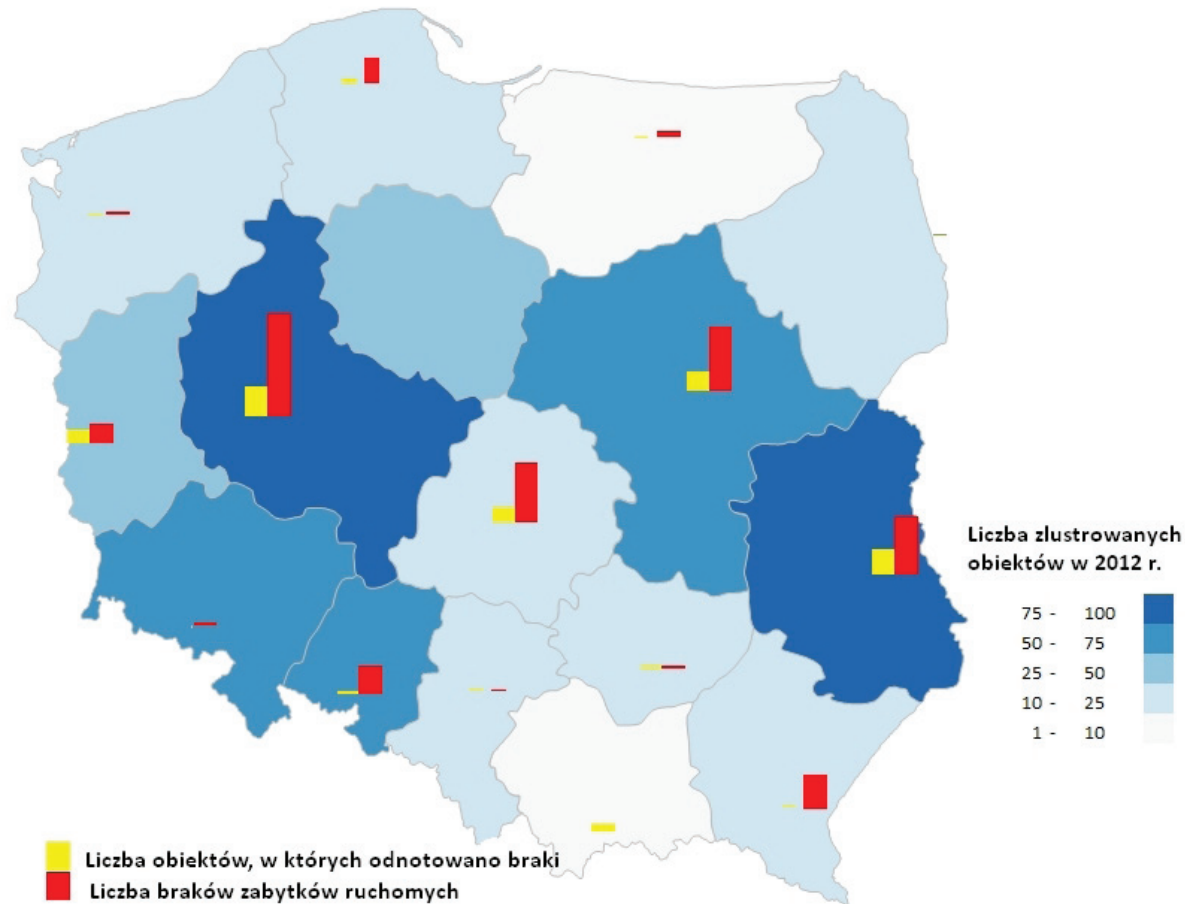 Liczba zlustrowanych
obiektów w 2012 r.
75 - 100
50 - 75
25 - 50
10 - 25
1 - 10
Liczba obiektów, w których odnotowano braki
Liczba braków zabytków ruchomych